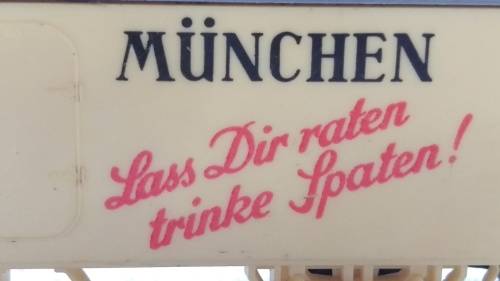 MÜNCHEN
Lass Dir raten
trinke Spaten!